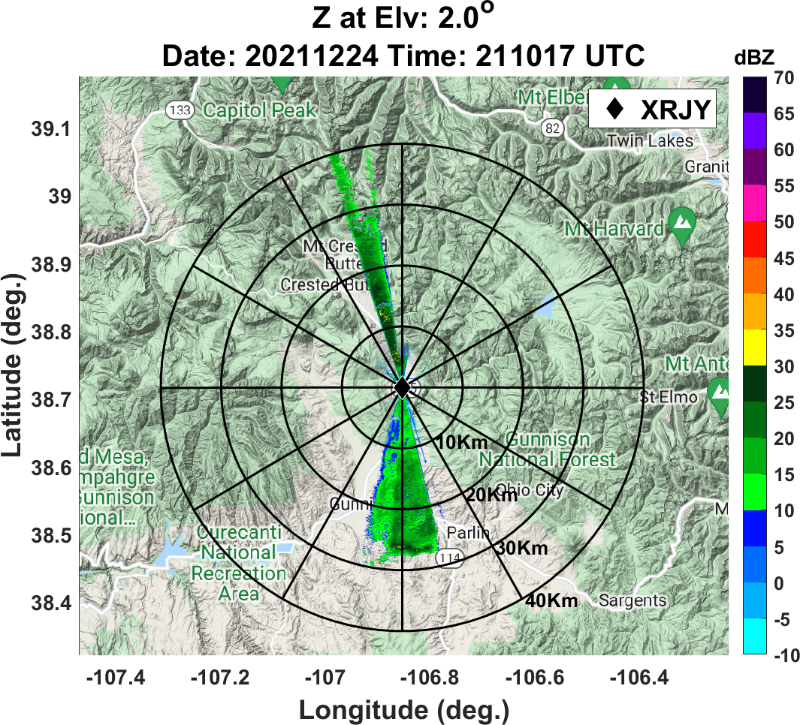 Z at Elv: 2.0o
Date: 20211224 Time: 211017 UTC
dBZ
XRJY
133
Capitol Peak
Mt Elber
82
Twin Lakes
Granit
Mt Harvard
Mt Crested
Butte
Crested But
Mt Ante
St Elmo
10Km
Gunnison
National Forest
d Mesa,
mpahgre
Gunnison
ional...
20Km
Ohio City
Gunni
Parlin
M
Curecanti
National
Recreation
Area
114
30Km
40Km
Sargents
39.1
39
38.9
38.8
38.7
38.6
38.5
38.4
Latitude (deg.)
-107.4 -107.2 -107 -106.8 -106.6 -106.4
Longitude (deg.)
70
65
60
55
50
45
40
35
30
25
20
15
10
5
0
-5
-10